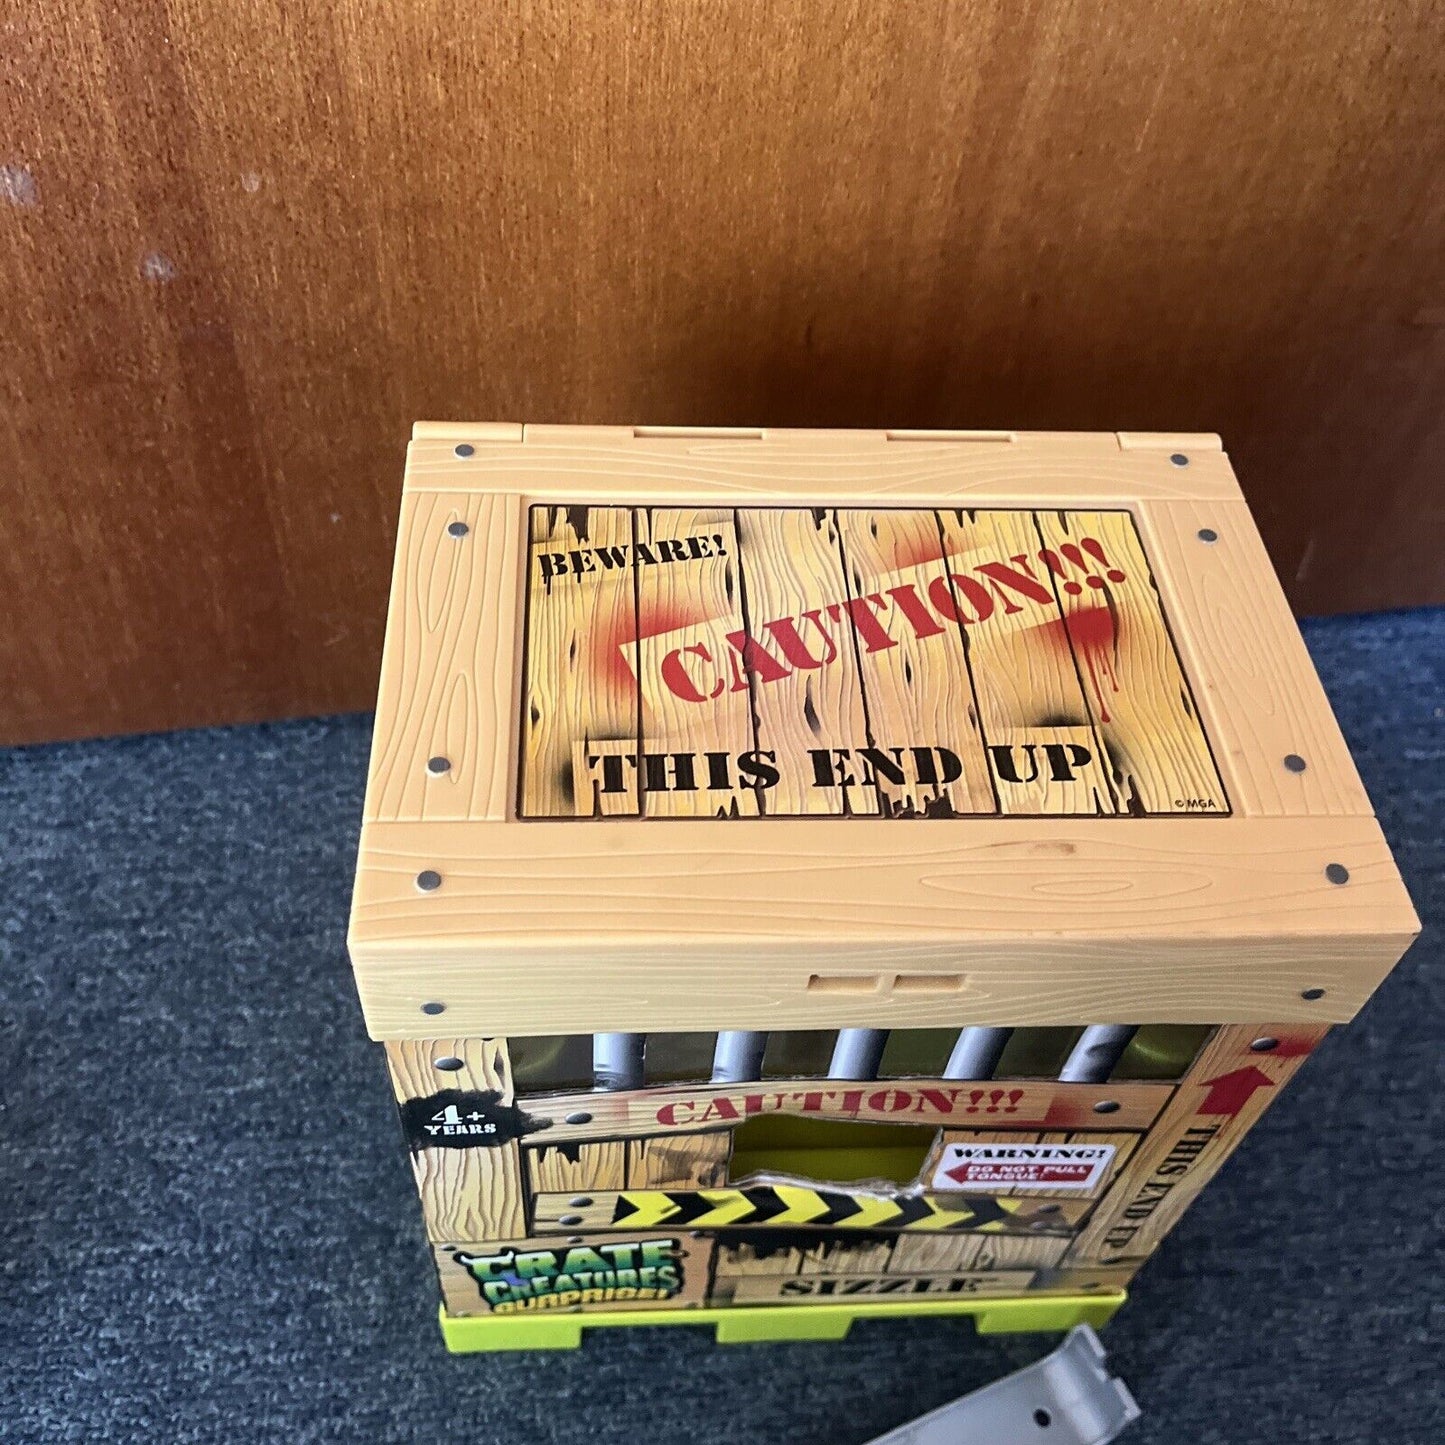 BEWARE!
CAUTION!!!
THIS END UP
© MGA
4+
YEARS
CAUTION!!!
WARNING!
DO NOT PULL
TONGUE!
THIS END UP
CRATE
CREATURES
SURPRISE!
SIZZLE